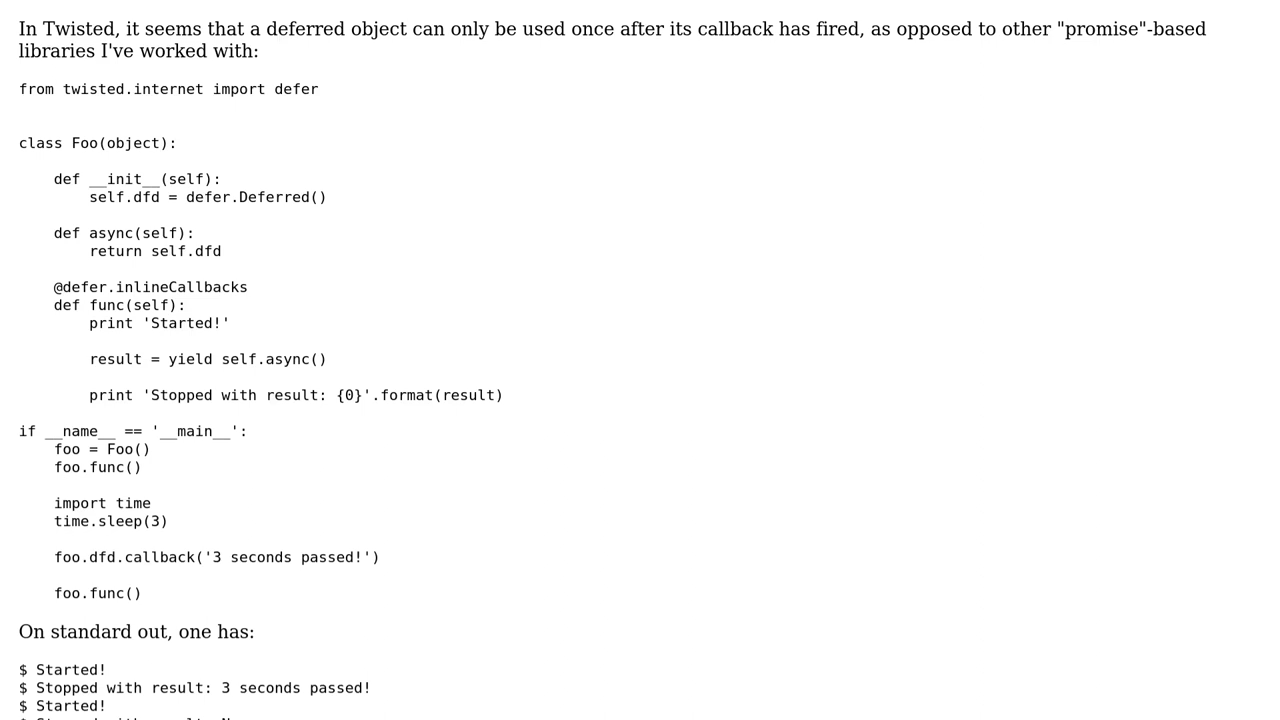 In Twisted, it seems that a deferred object can only be used once after its callback has fired, as opposed to other "promise"-based
libraries I've worked with:
from twisted.internet import defer
class Foo(object):
    def __init__(self):
        self.dfd = defer.Deferred()
    def async(self):
        return self.dfd
    @defer.inlineCallbacks
    def func(self):
        print 'Started!'
        result = yield self.async()
        print 'Stopped with result: {0}'.format(result)
if __name__ == '__main__':
    foo = Foo()
    foo.func()
    import time
    time.sleep(3)
    foo.dfd.callback('3 seconds passed!')
    foo.func()
On standard out, one has:
$ Started!
$ Stopped with result: 3 seconds passed!
$ Started!